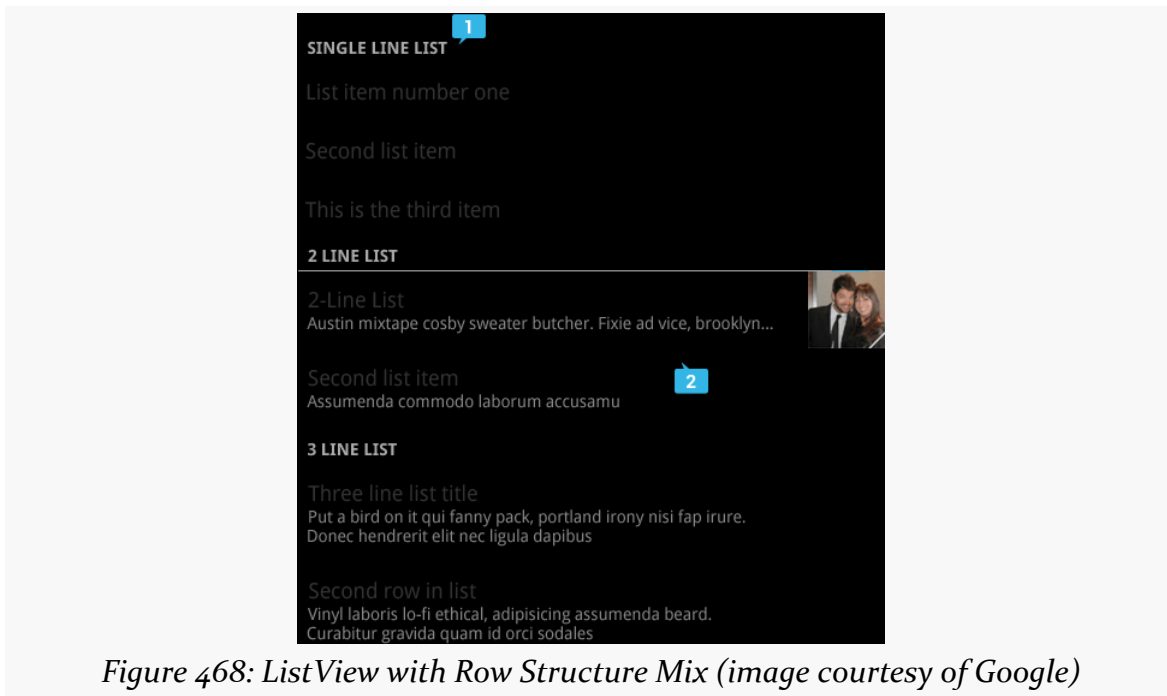 1
SINGLE LINE LIST
List item number one
Second list item
This is the third item
2 LINE LIST
2-Line List
Austin mixtape cosby sweater butcher. Fixie ad vice, brooklyn...
Second list item
2
Assumenda commodo laborum accusamu
3 LINE LIST
Three line list title
Put a bird on it qui fanny pack, portland irony nisi fap irure.
Donec hendrerit elit nec ligula dapibus
Second row in list
Vinyl laboris lo-fi ethical, adipisicing assumenda beard.
Curabitur gravida quam id orci sodales
Figure 468: ListView with Row Structure Mix (image courtesy of Google)